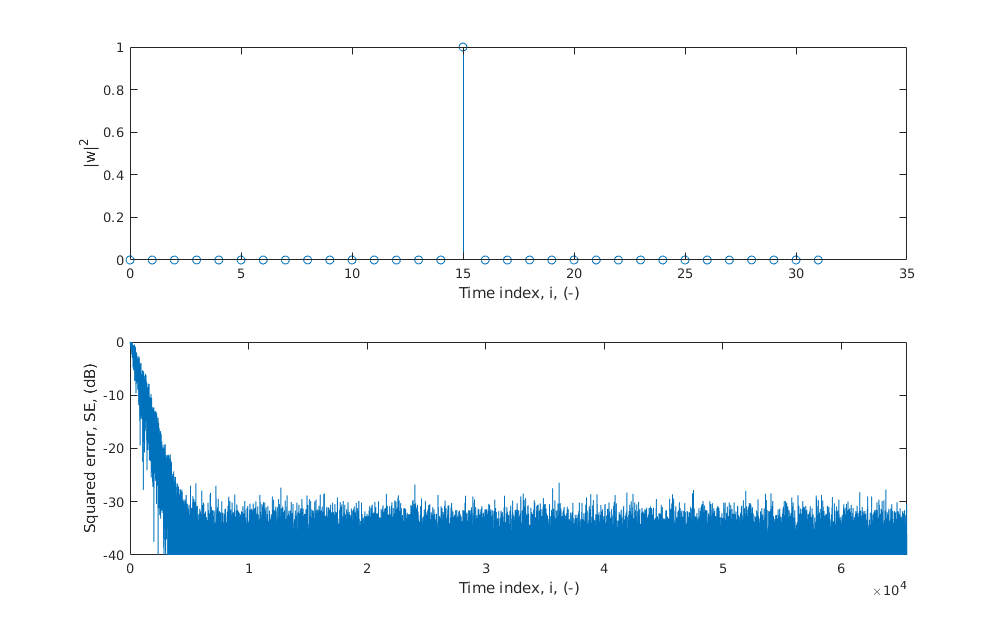 1
0.8
0.6
0.4
0.2
0
|w|²
0 5 10 15 20 25 30 35
Time index, i, (-)
0
-10
-20
-30
-40
Squared error, SE, (dB)
0 1 2 3 4 5 6
×10⁴
Time index, i, (-)